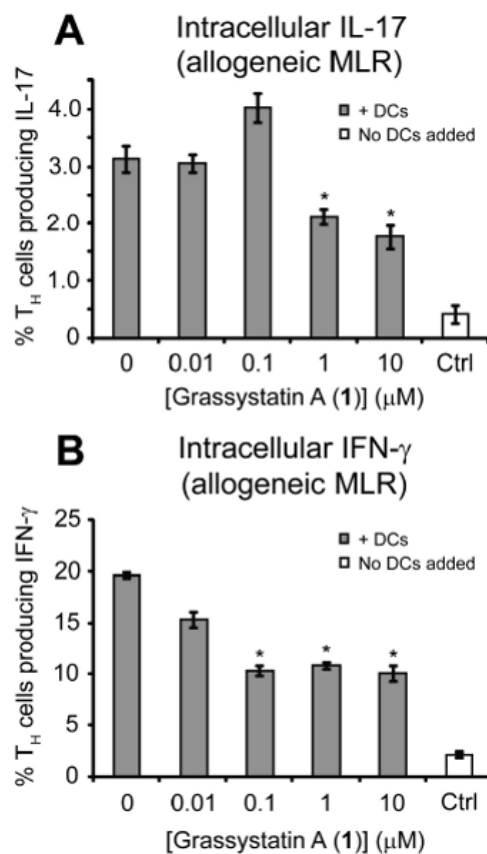 A
Intracellular IL-17
(allogeneic MLR)
% T_H cells producing IL-17
4.0
3.0
2.0
1.0
0
+ DCs
No DCs added
* *
0 0.01 0.1 1 10 Ctrl
[Grassystatin A (1)] (μM)
B
Intracellular IFN-γ
(allogeneic MLR)
% T_H cells producing IFN-γ
25
20
15
10
5
0
+ DCs
No DCs added
* * *
0 0.01 0.1 1 10 Ctrl
[Grassystatin A (1)] (μM)